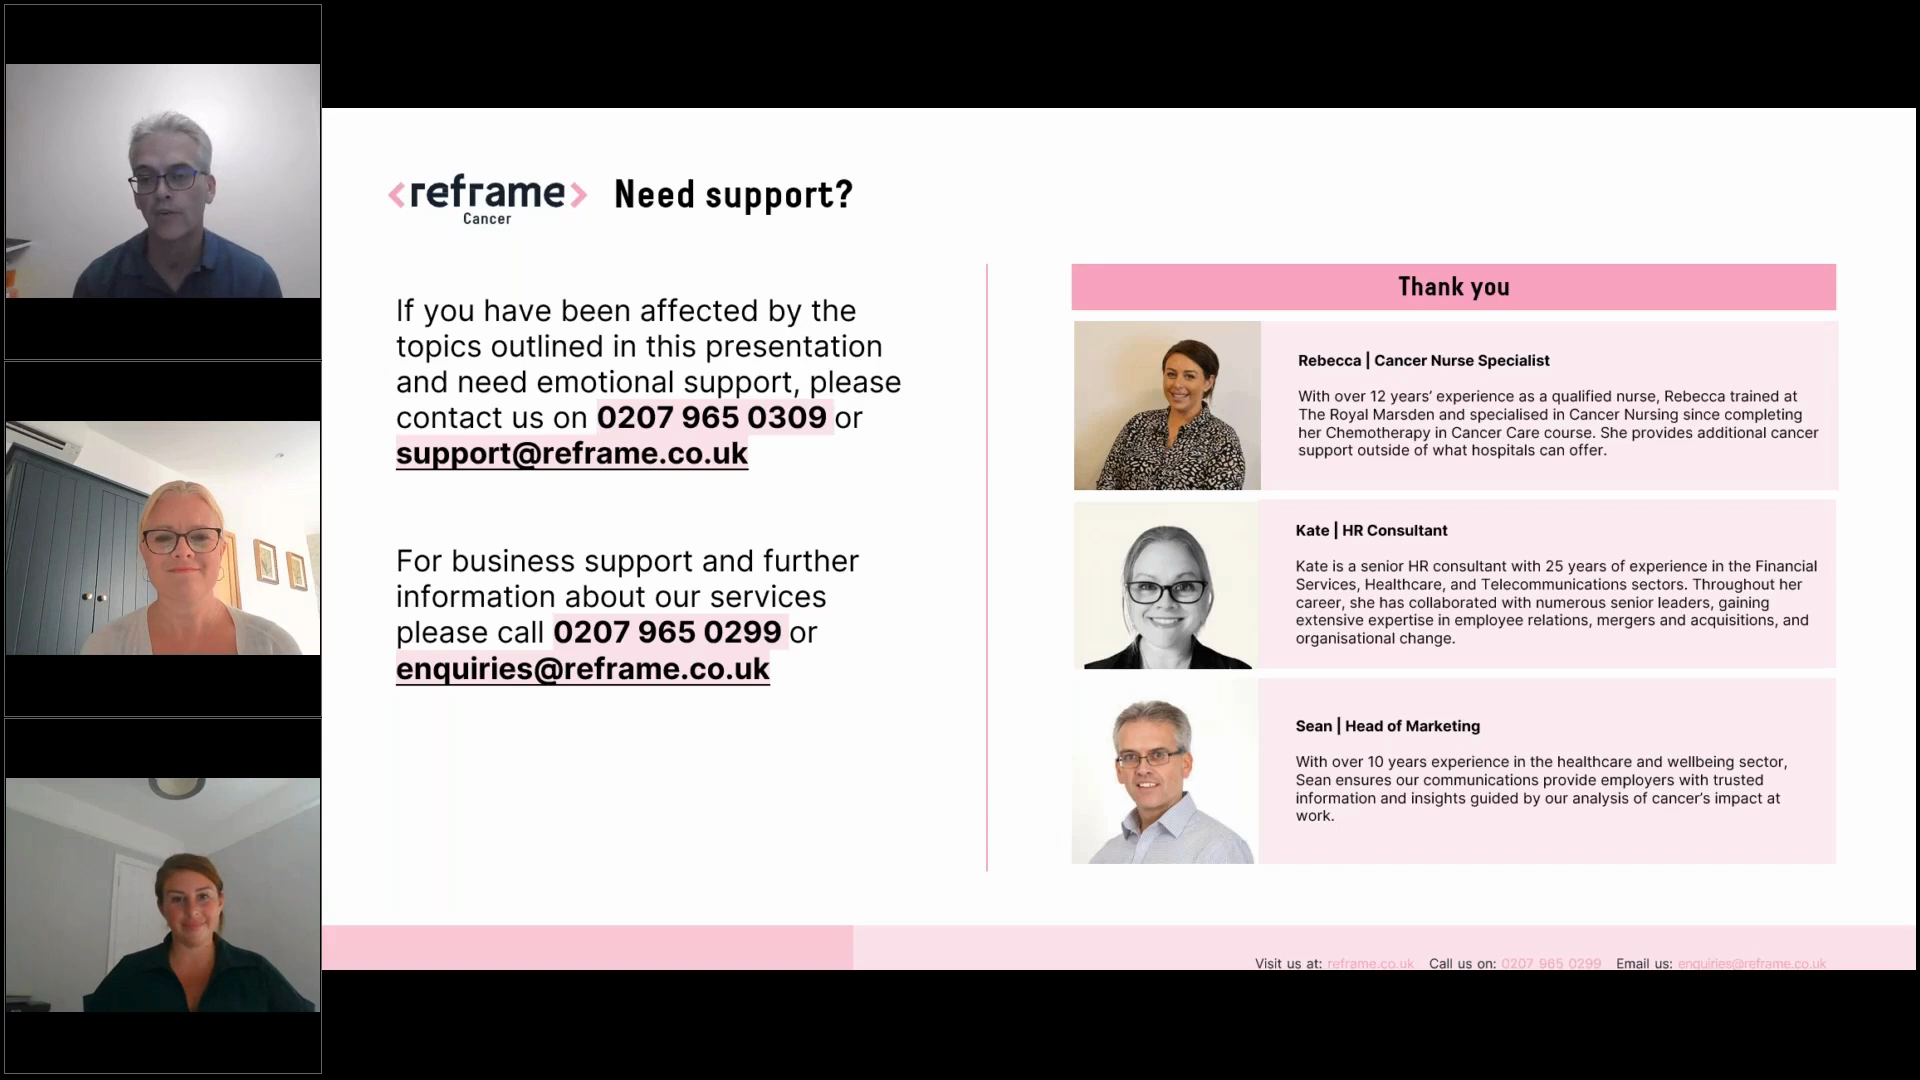 <reframe> Need support?
Cancer
If you have been affected by the
topics outlined in this presentation
and need emotional support, please
contact us on 0207 965 0309 or
support@reframe.co.uk
For business support and further
information about our services
please call 0207 965 0299 or
enquiries@reframe.co.uk
Thank you
Rebecca | Cancer Nurse Specialist
With over 12 years’ experience as a qualified nurse, Rebecca trained at
The Royal Marsden and specialised in Cancer Nursing since completing
her Chemotherapy in Cancer Care course. She provides additional cancer
support outside of what hospitals can offer.
Kate | HR Consultant
Kate is a senior HR consultant with 25 years of experience in the Financial
Services, Healthcare, and Telecommunications sectors. Throughout her
career, she has collaborated with numerous senior leaders, gaining
extensive expertise in employee relations, mergers and acquisitions, and
organisational change.
Sean | Head of Marketing
With over 10 years experience in the healthcare and wellbeing sector,
Sean ensures our communications provide employers with trusted
information and insights guided by our analysis of cancer’s impact at
work.
Visit us at: reframe.co.uk Call us on: 0207 965 0299 Email us: enquiries@reframe.co.uk